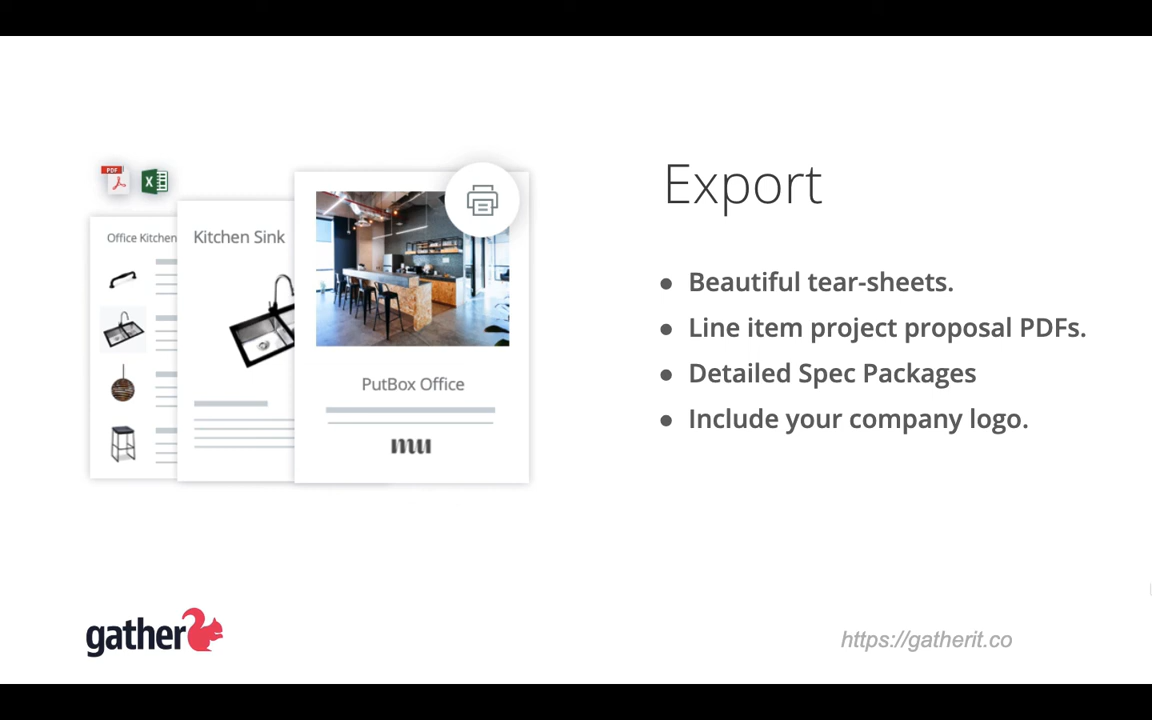 Export
PDF
X
Office Kitchen
Kitchen Sink
PutBox Office
mu
● Beautiful tear-sheets.
● Line item project proposal PDFs.
● Detailed Spec Packages
● Include your company logo.
gather
https://gatherit.co